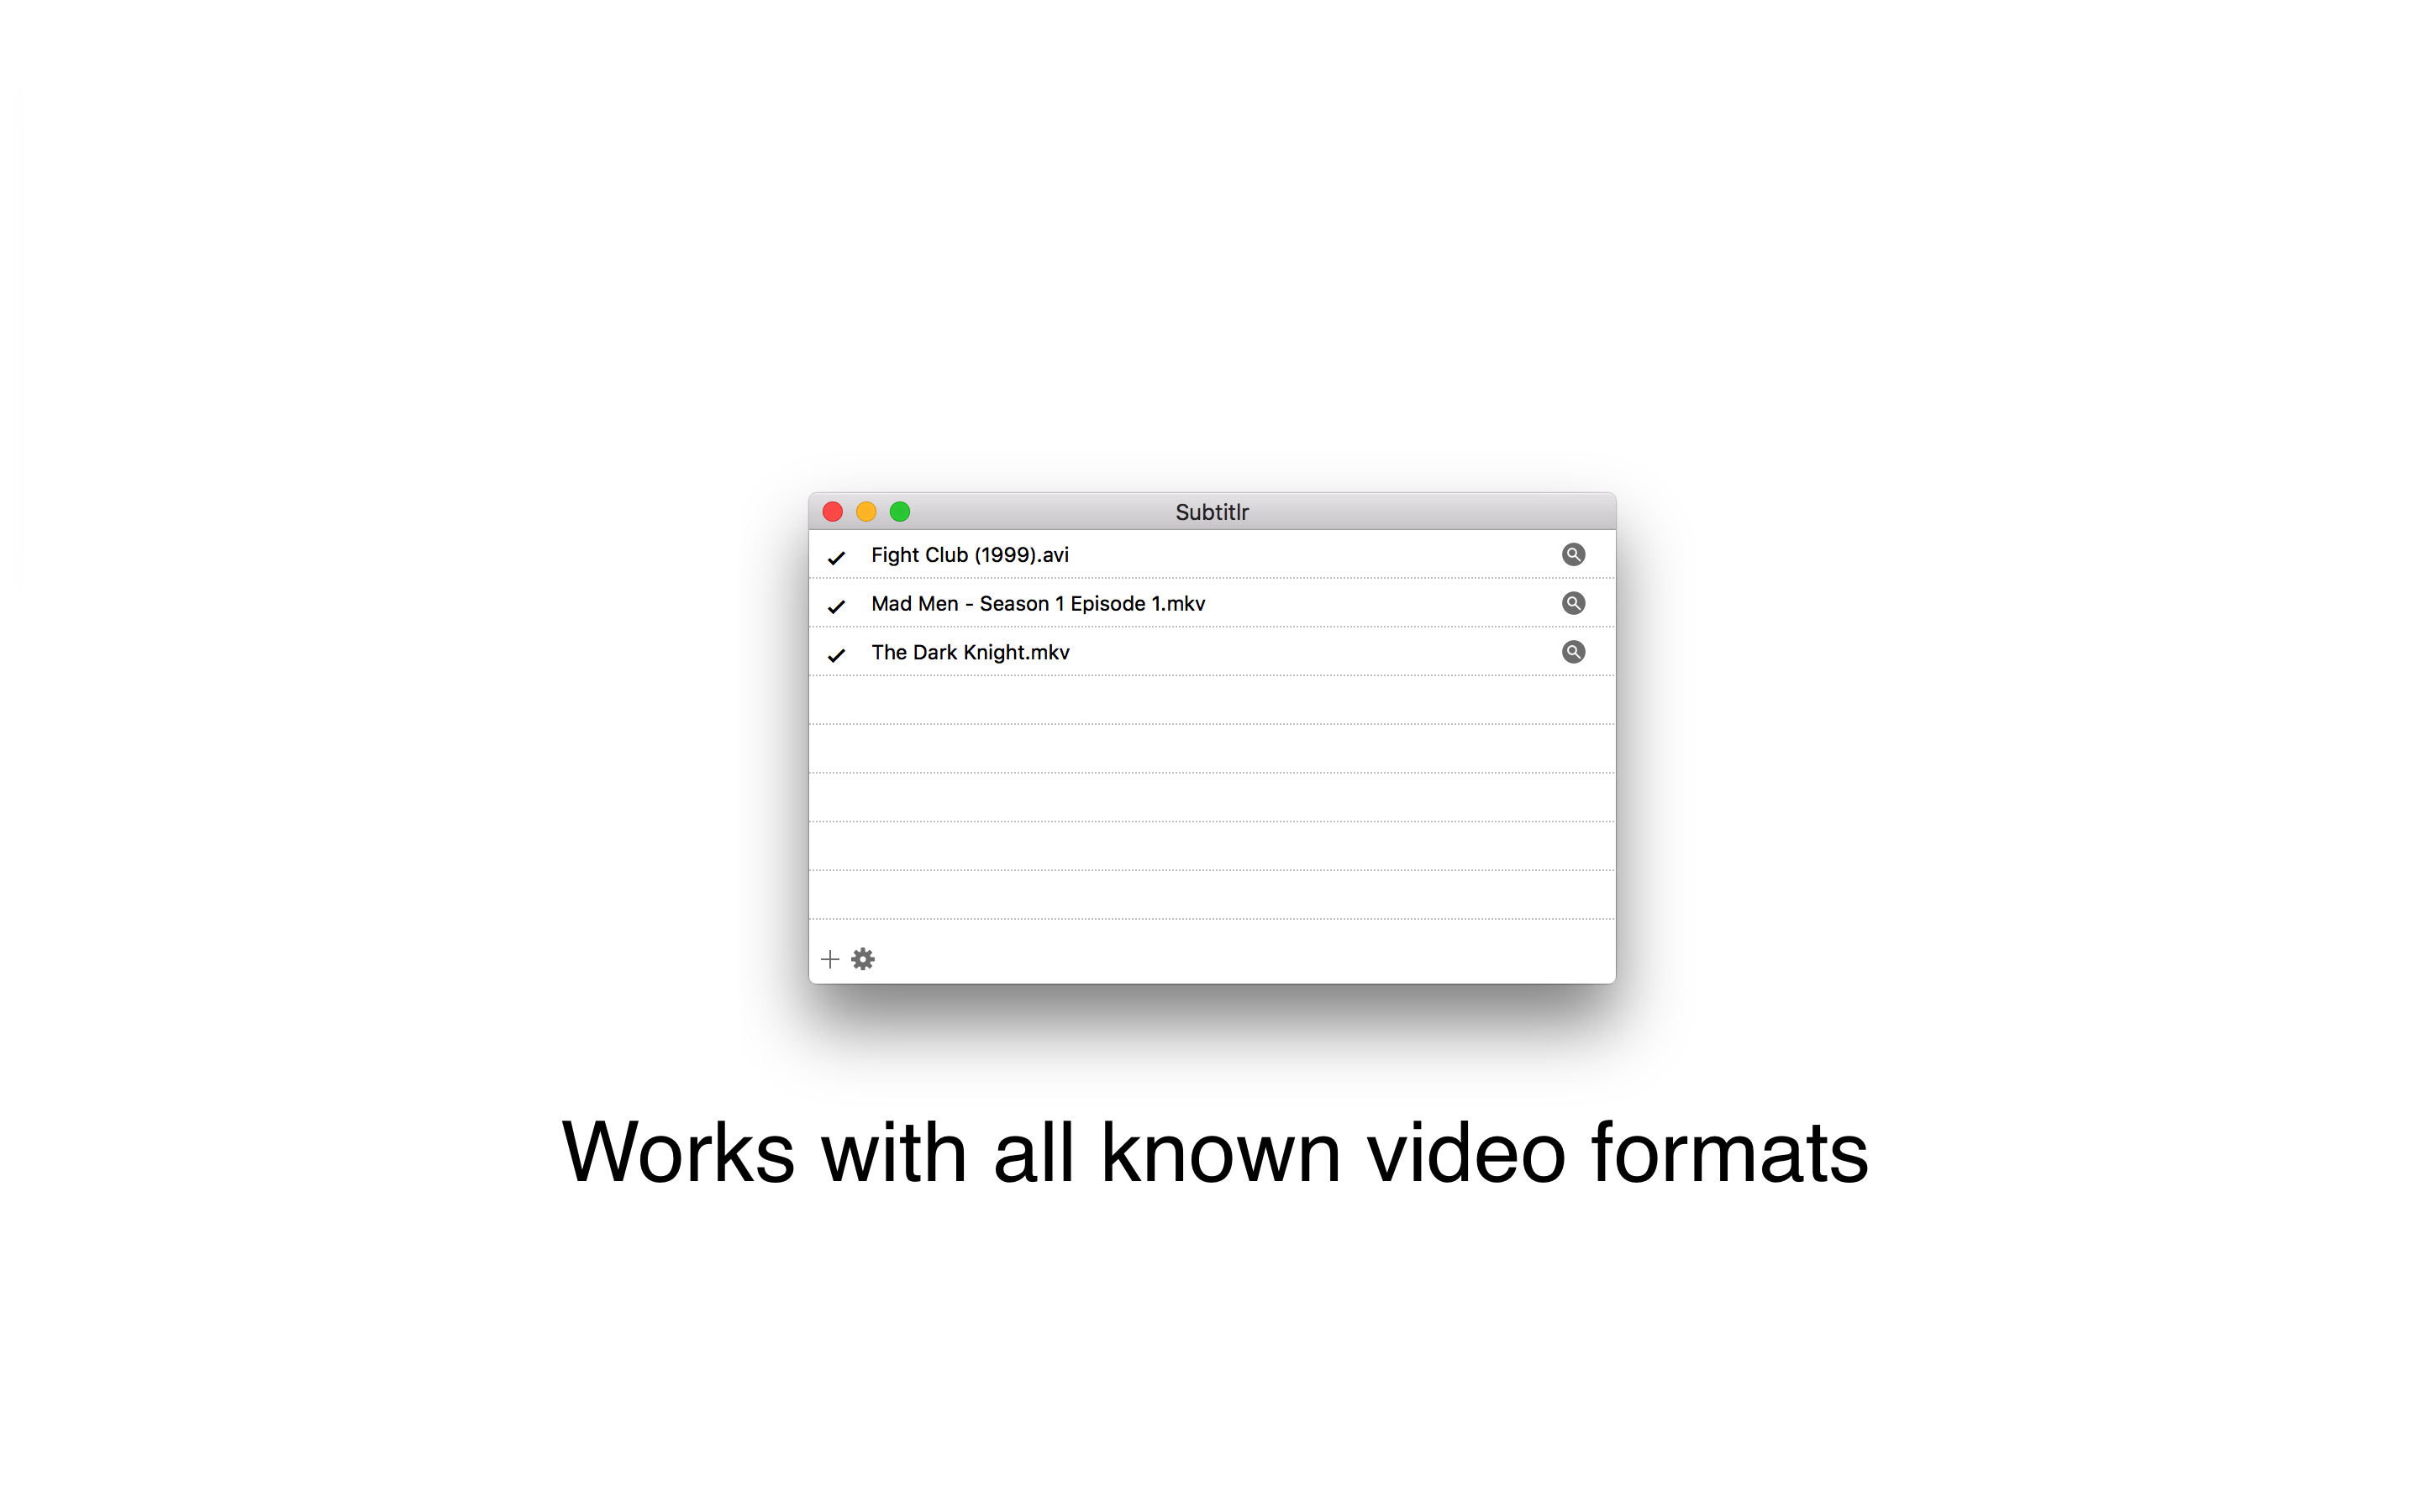 Subtitlr
Fight Club (1999).avi
Mad Men - Season 1 Episode 1.mkv
The Dark Knight.mkv
Works with all known video formats